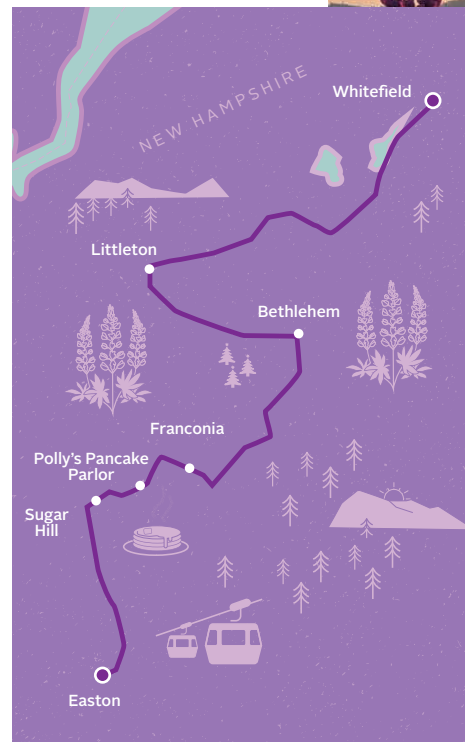 NEW HAMPSHIRE
Whitefield
Littleton
Bethlehem
Franconia
Polly's Pancake
Parlor
Sugar
Hill
Easton